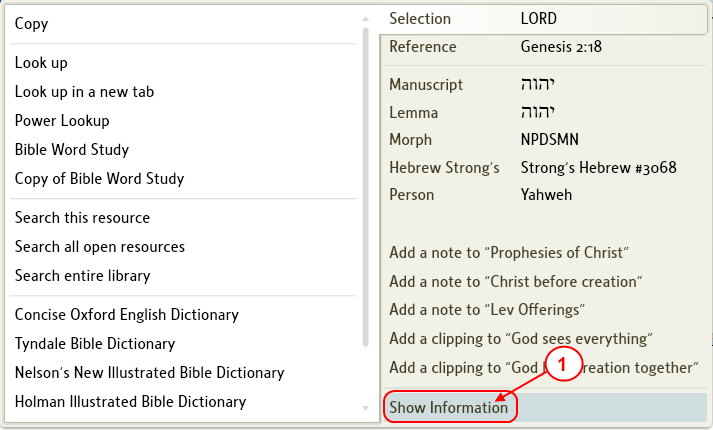 Copy
Look up
Look up in a new tab
Power Lookup
Bible Word Study
Copy of Bible Word Study
Search this resource
Search all open resources
Search entire library
Concise Oxford English Dictionary
Tyndale Bible Dictionary
Nelson's New Illustrated Bible Dictionary
Holman Illustrated Bible Dictionary
Selection LORD
Reference Genesis 2:18
Manuscript יהוה
Lemma יהוה
Morph NPDSMN
Hebrew Strong's Strong's Hebrew #3068
Person Yahweh
Add a note to "Prophesies of Christ"
Add a note to "Christ before creation"
Add a note to "Lev Offerings"
Add a clipping to "God sees everything"
Add a clipping to "God reation together"
1
Show Information